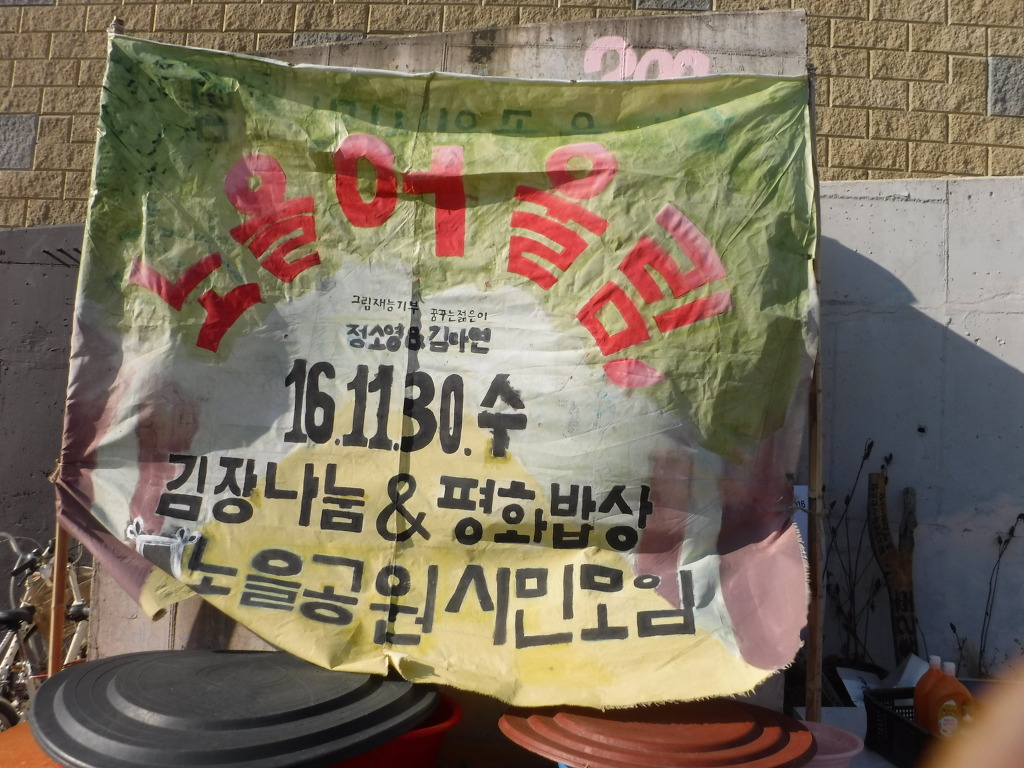 노을어울림
그림재능기부 꿈꾸는젊은이
정소영&김다연
16.11.30.수
김장나눔&평화밥상
노을공원시민모임